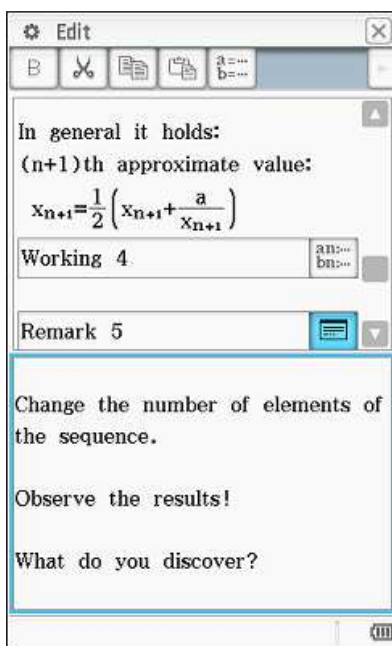 Edit
B
a=...
b=...
In general it holds:
(n+1)th approximate value:
xₙ₊₁=1/2(xₙ₊₁+a/xₙ₊₁)
Working 4
an:...
bn:...
Remark 5
Change the number of elements of
the sequence.
Observe the results!
What do you discover?